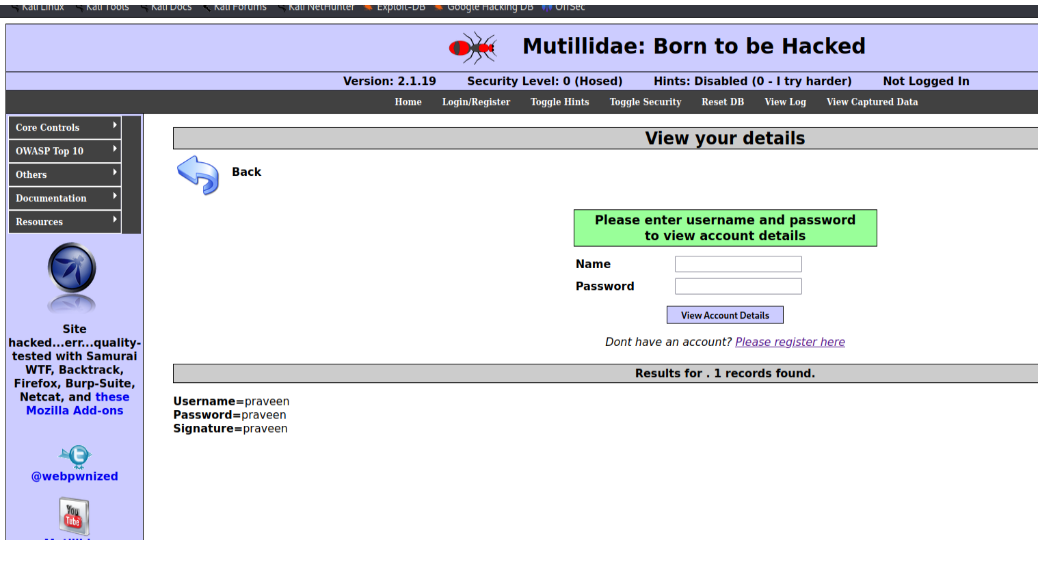 Kali Linux Kali Tools Kali Docs Kali Forums Kali NetHunter Exploit-DB Google Hacking DB OffSec
Mutillidae: Born to be Hacked
Version: 2.1.19 Security Level: 0 (Hosed) Hints: Disabled (0 - I try harder) Not Logged In
Home Login/Register Toggle Hints Toggle Security Reset DB View Log View Captured Data
Core Controls
OWASP Top 10
Others
Documentation
Resources
Site
hacked...err...quality-
tested with Samurai
WTF, Backtrack,
Firefox, Burp-Suite,
Netcat, and these
Mozilla Add-ons
@webpwnized
You
Tube
View your details
Back
Please enter username and password
to view account details
Name
Password
View Account Details
Dont have an account? Please register here
Results for . 1 records found.
Username=praveen
Password=praveen
Signature=praveen